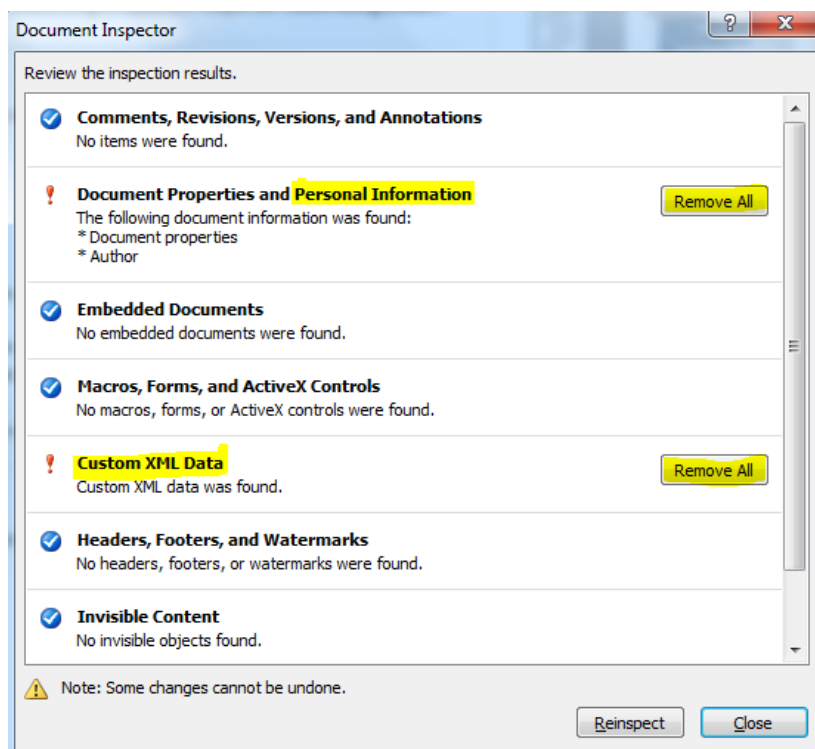 Document Inspector
Review the inspection results.
Comments, Revisions, Versions, and Annotations
No items were found.
Document Properties and Personal Information
Remove All
The following document information was found:
* Document properties
* Author
Embedded Documents
No embedded documents were found.
Macros, Forms, and ActiveX Controls
No macros, forms, or ActiveX controls were found.
Custom XML Data
Remove All
Custom XML data was found.
Headers, Footers, and Watermarks
No headers, footers, or watermarks were found.
Invisible Content
No invisible objects found.
Note: Some changes cannot be undone.
Reinspect Close